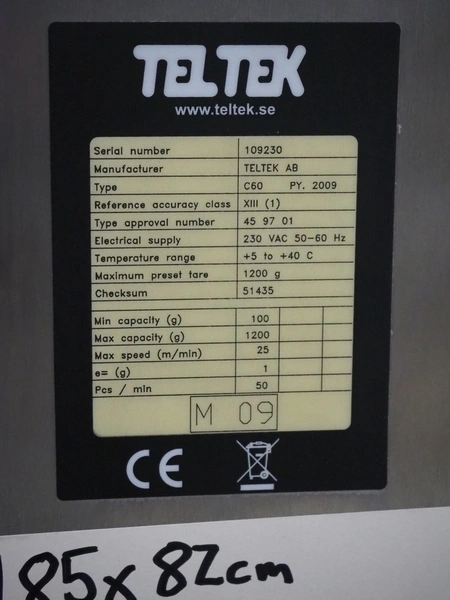 TELTEK
www.teltek.se
Serial number 109230
Manufacturer TELTEK AB
Type C60 PY. 2009
Reference accuracy class XIII (1)
Type approval number 45 97 01
Electrical supply 230 VAC 50-60 Hz
Temperature range +5 to +40 C
Maximum preset tare 1200 g
Checksum 51435
Min capacity (g) 100
Max capacity (g) 1200
Max speed (m/min) 25
e= (g) 1
Pcs / min 50
M 09
CE
85x82cm